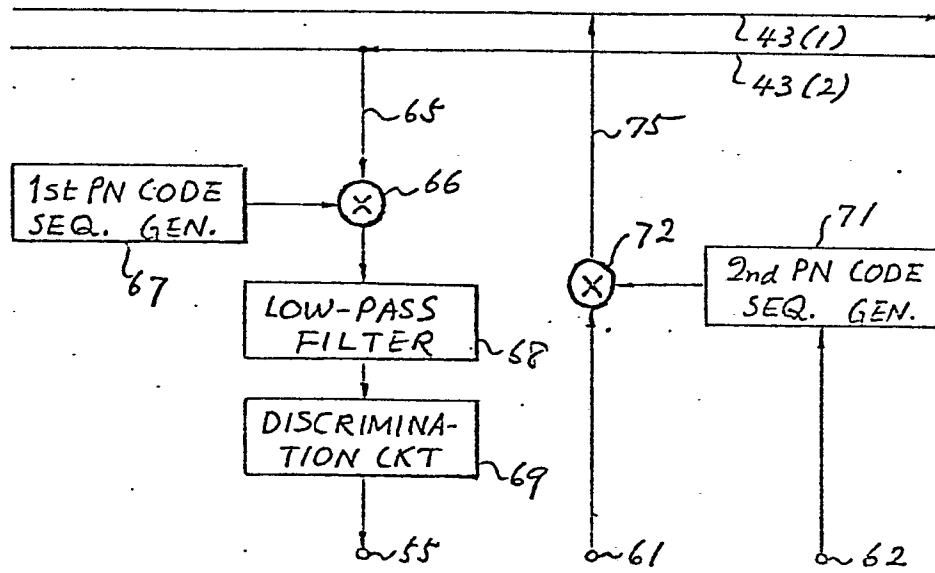 43(1)
43(2)
65
75
1st PN CODE
SEQ. GEN.
66
67
72
71
2nd PN CODE
SEQ. GEN.
LOW-PASS
FILTER
68
DISCRIMINA-
TION CKT
69
55
61
62